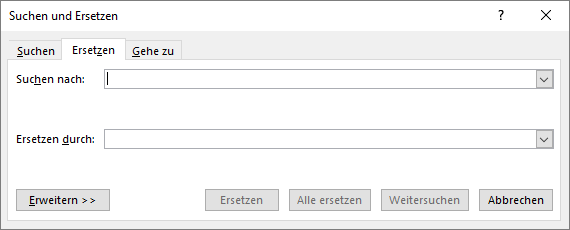 Suchen und Ersetzen ? ×
Suchen Ersetzen Gehe zu
Suchen nach:
Ersetzen durch:
Erweitern >> Ersetzen Alle ersetzen Weitersuchen Abbrechen